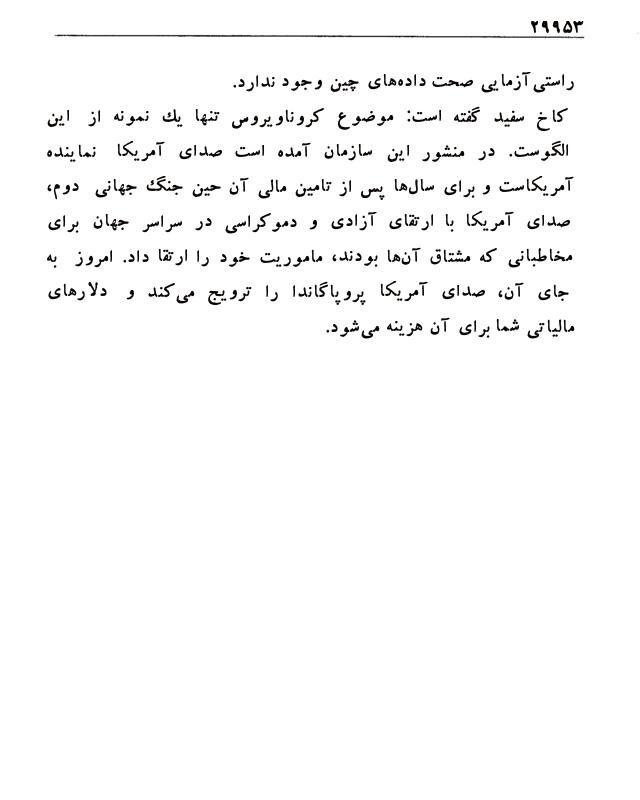 ۲۹۹۵۳
راستی‌آزمایی صحت داده‌های چین وجود ندارد.
کاخ سفید گفته است: موضوع کروناویروس تنها یك نمونه از این
الگوست. در منشور این سازمان آمده است صدای آمریکا نماینده
آمریکاست و برای سال‌ها پس از تامین مالی آن حین جنگ جهانی دوم،
صدای آمریکا با ارتقای آزادی و دموکراسی در سراسر جهان برای
مخاطبانی که مشتاق آن‌ها بودند، ماموریت خود را ارتقا داد. امروز به
جای آن، صدای آمریکا پروپاگاندا را ترویج می‌کند و دلارهای
مالیاتی شما برای آن هزینه می‌شود.